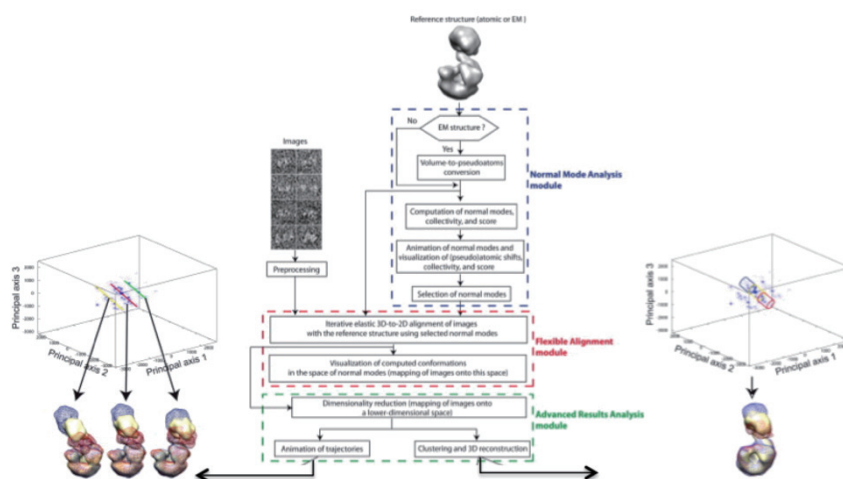 Reference structure (atomic or EM )
No
EM structure ?
Images
Yes
Volume-to-pseudoatoms
conversion
Normal Mode Analysis
module
Computation of normal modes,
collectivity, and score
Animation of normal modes and
visualization of (pseudo)atomic shifts,
collectivity, and score
Preprocessing
Selection of normal modes
Principal axis 3
Principal axis 2
Principal axis 1
Principal axis 3
Principal axis 2
Principal axis 1
Iterative elastic 3D-to-2D alignment of images
with the reference structure using selected normal modes
Flexible Alignment
module
Visualization of computed conformations
in the space of normal modes (mapping of images onto this space)
Dimensionality reduction (mapping of images onto
a lower-dimensional space)
Advanced Results Analysis
module
Animation of trajectories
Clustering and 3D reconstruction